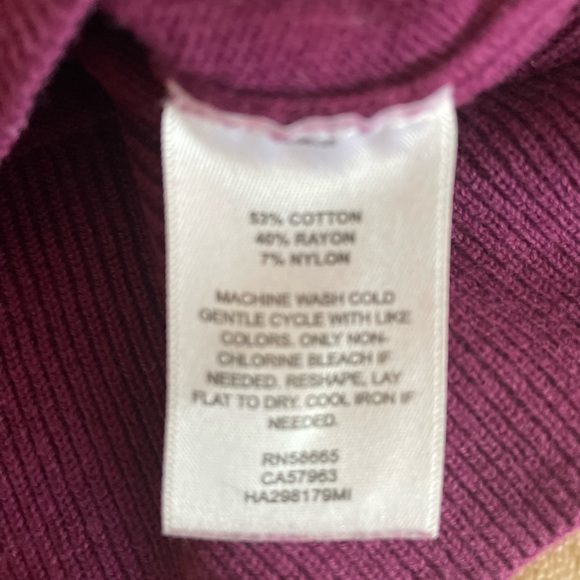 53% COTTON
40% RAYON
7% NYLON
MACHINE WASH COLD
GENTLE CYCLE WITH LIKE
COLORS. ONLY NON-
CHLORINE BLEACH IF
NEEDED. RESHAPE, LAY
FLAT TO DRY. COOL IRON IF
NEEDED.
RN58665
CA57963
HA298179MI